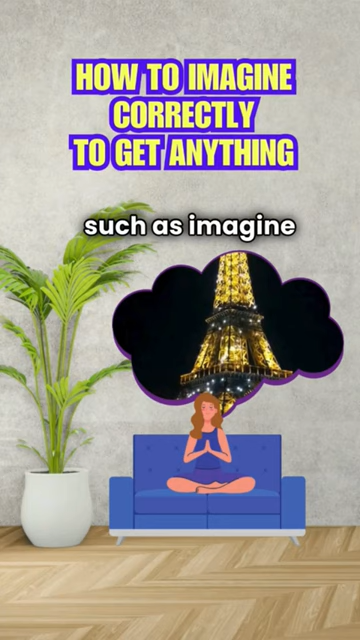 HOW TO IMAGINE
CORRECTLY
TO GET ANYTHING
such as imagine